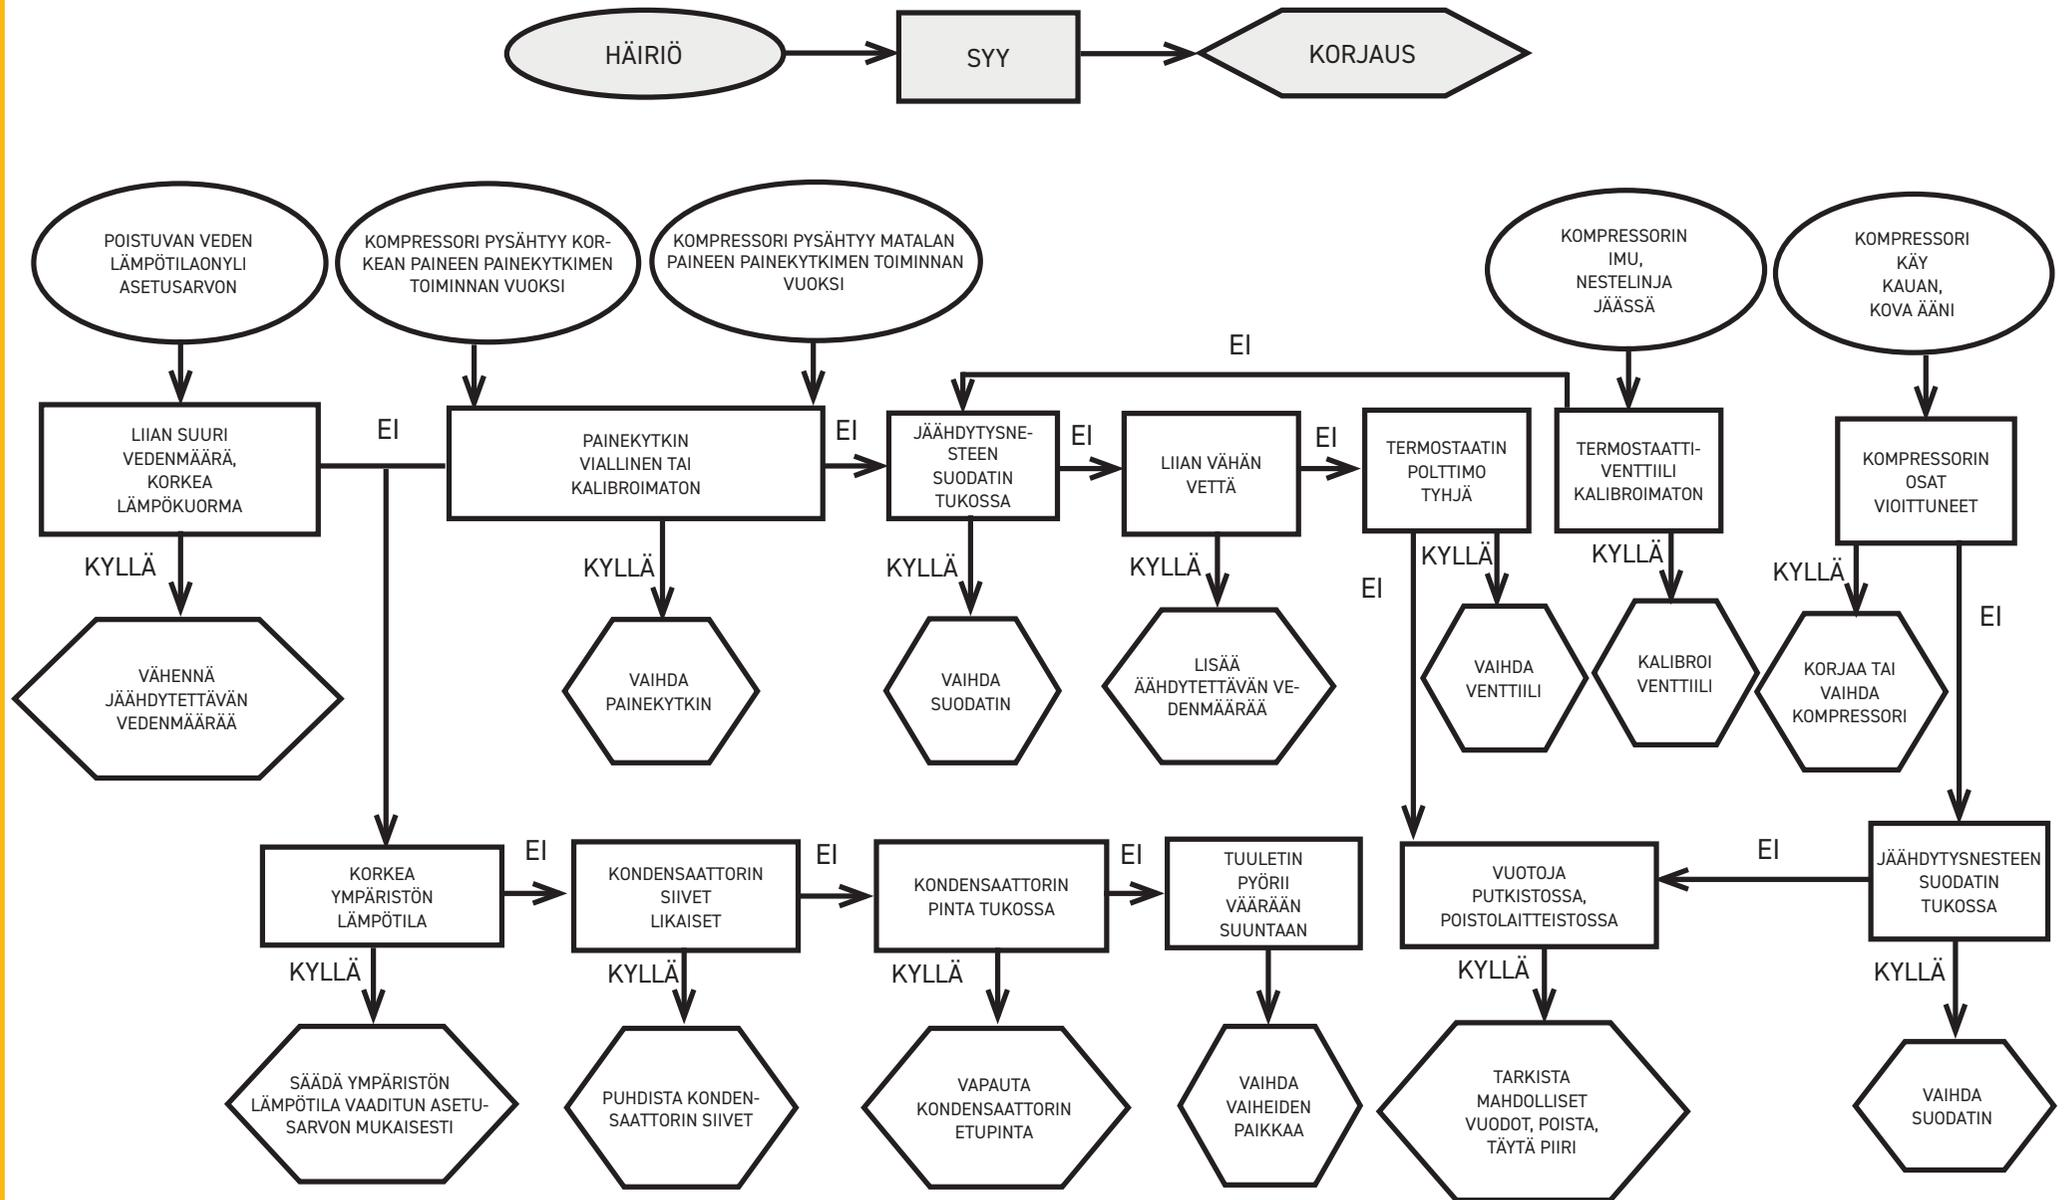 HÄIRIÖ
SYY
KORJAUS
POISTUVAN VEDEN
LÄMPÖTILAONYLI
ASETUSARVON
KOMPRESSORI PYSÄHTYY KOR-
KEAN PAINEEN PAINEKYTKIMEN
TOIMINNAN VUOKSI
KOMPRESSORI PYSÄHTYY MATALAN
PAINEEN PAINEKYTKIMEN TOIMINNAN
VUOKSI
KOMPRESSORIN
IMU,
NESTELINJA
JÄÄSSÄ
KOMPRESSORI
KÄY
KAUAN,
KOVA ÄÄNI
EI
LIIAN SUURI
VEDENMÄÄRÄ,
KORKEA
LÄMPÖKUORMA
EI
PAINEKYTKIN
VIALLINEN TAI
KALIBROIMATON
EI
JÄÄHDYTYSNE-
STEEN
SUODATIN
TUKOSSA
EI
LIIAN VÄHÄN
VETTÄ
EI
TERMOSTAATIN
POLTTIMO
TYHJÄ
TERMOSTAATTI-
VENTTIILI
KALIBROIMATON
KOMPRESSORIN
OSAT
VIOITTUNEET
KYLLÄ
KYLLÄ
KYLLÄ
KYLLÄ
EI
KYLLÄ
KYLLÄ
KYLLÄ
EI
VÄHENNÄ
JÄÄHDYTETTÄVÄN
VEDENMÄÄRÄÄ
VAIHDA
PAINEKYTKIN
VAIHDA
SUODATIN
LISÄÄ
ÄÄHDYTETTÄVÄN VE-
DENMÄÄRÄÄ
VAIHDA
VENTTIILI
KALIBROI
VENTTIILI
KORJAA TAI
VAIHDA
KOMPRESSORI
KORKEA
YMPÄRISTÖN
LÄMPÖTILA
EI
KONDENSAATTORIN
SIIVET
LIKAISET
EI
KONDENSAATTORIN
PINTA TUKOSSA
EI
TUULETIN
PYÖRII
VÄÄRÄÄN
SUUNTAAN
VUOTOJA
PUTKISTOSSA,
POISTOLAITTEISTOSSA
EI
JÄÄHDYTYSNESTEEN
SUODATIN
TUKOSSA
KYLLÄ
KYLLÄ
KYLLÄ
KYLLÄ
KYLLÄ
SÄÄDÄ YMPÄRISTÖN
LÄMPÖTILA VAADITUN ASETU-
SARVON MUKAISESTI
PUHDISTA KONDEN-
SAATTORIN SIIVET
VAPAUTA
KONDENSAATTORIN
ETUPINTA
VAIHDA
VAIHEIDEN
PAIKKAA
TARKISTA
MAHDOLLISET
VUODOT, POISTA,
TÄYTÄ PIIRI
VAIHDA
SUODATIN